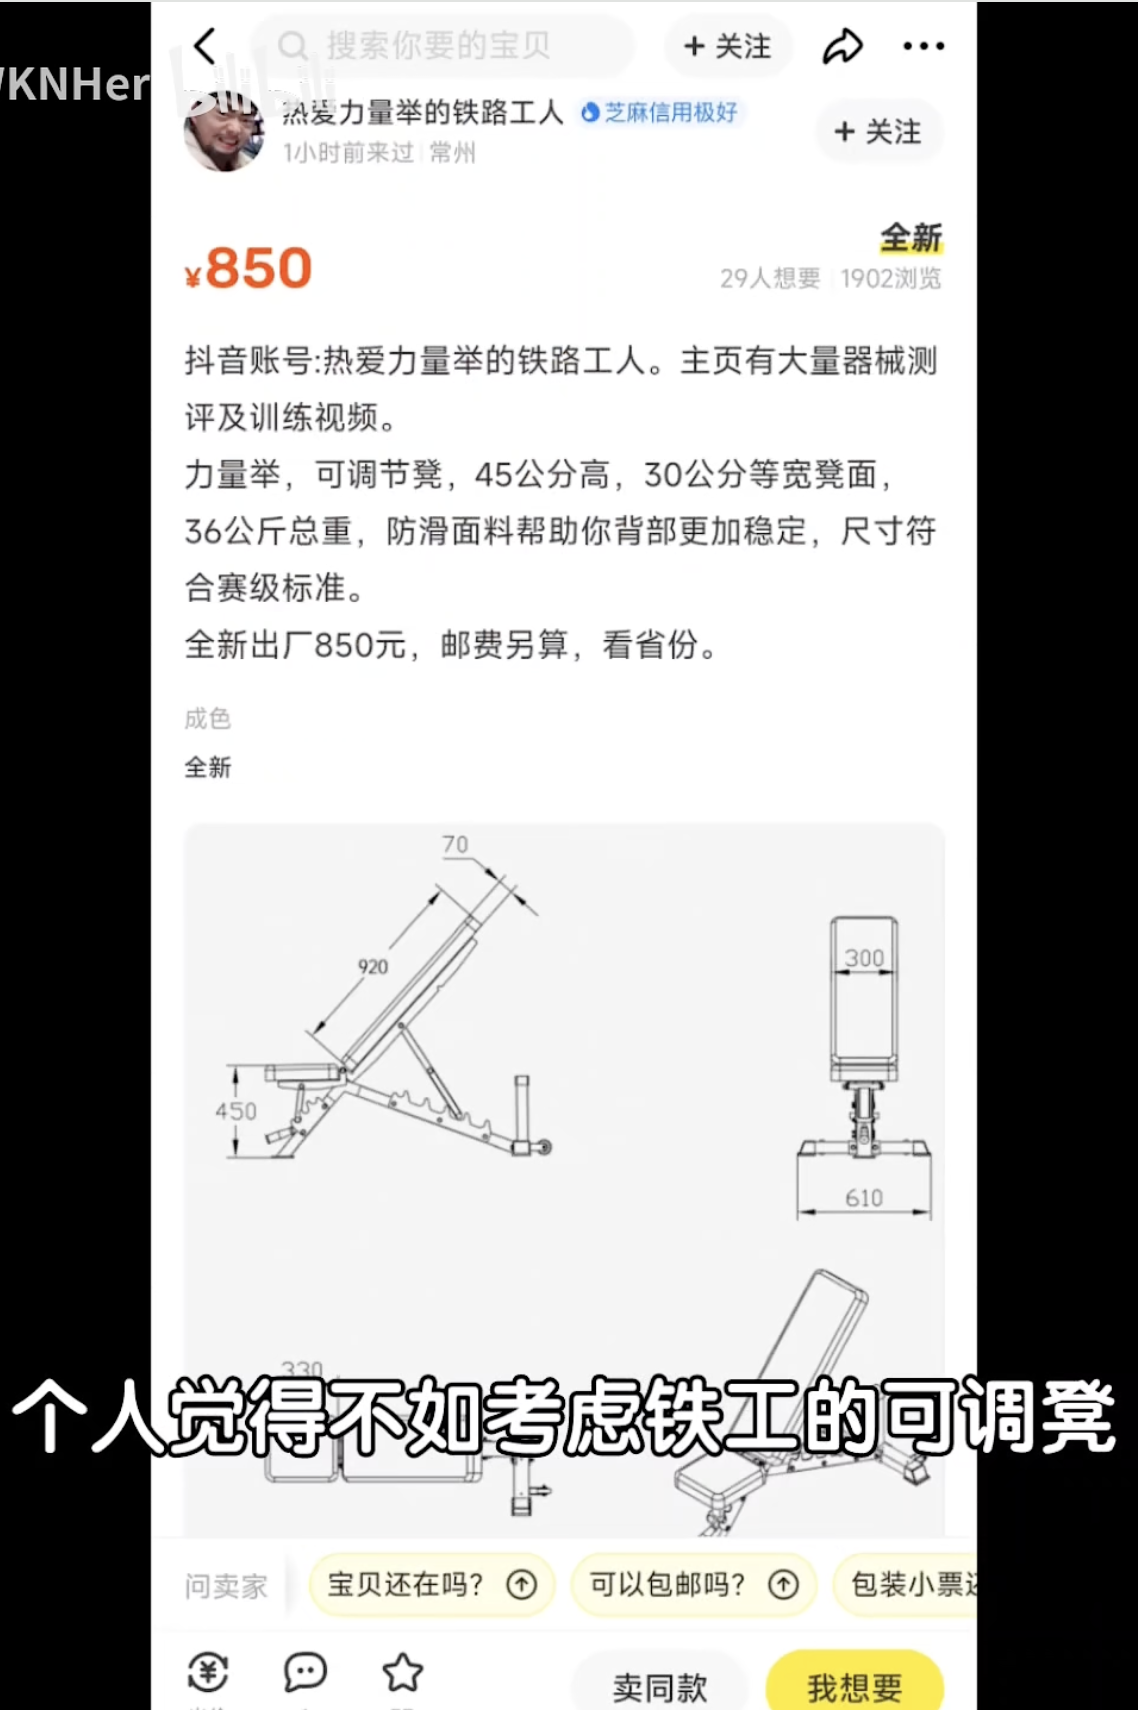 搜索你要的宝贝
+ 关注
KNHer
bilibili
热爱力量举的铁路工人
芝麻信用极好
1小时前来过
常州
+ 关注
¥850
全新
29人想要
1902浏览
抖音账号:热爱力量举的铁路工人。主页有大量器械测
评及训练视频。
力量举，可调节凳，45公分高，30公分等宽凳面，
36公斤总重，防滑面料帮助你背部更加稳定，尺寸符
合赛级标准。
全新出厂850元，邮费另算，看省份。
成色
全新
70
920
300
450
610
330
个人觉得不如考虑铁工的可调凳
问卖家
宝贝还在吗？
可以包邮吗？
包装小票还
卖同款
我想要